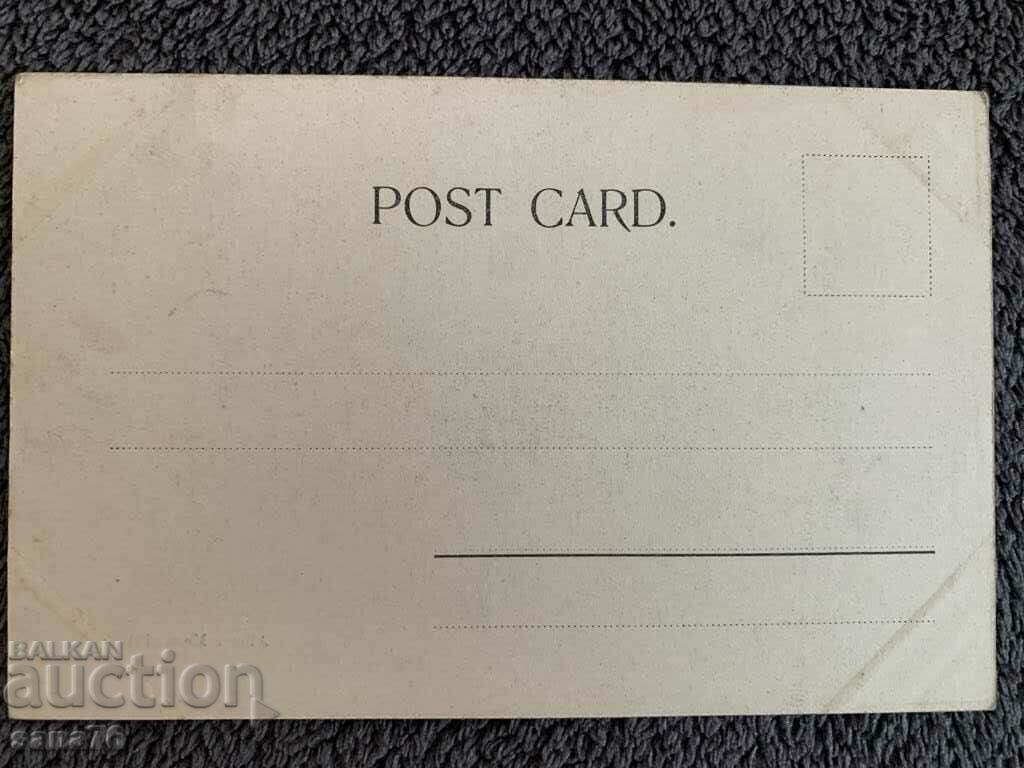 POST CARD.
BALKAN
auction
sana76